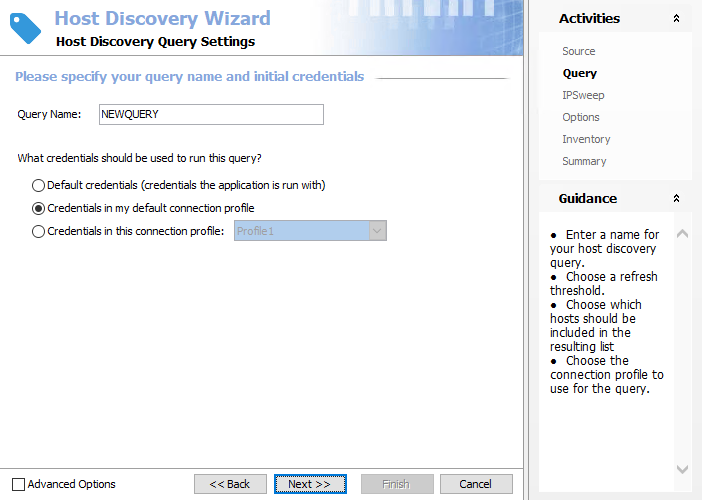 Host Discovery Wizard
Host Discovery Query Settings
Please specify your query name and initial credentials
Query Name: NEWQUERY
What credentials should be used to run this query?
Default credentials (credentials the application is run with)
Credentials in my default connection profile
Credentials in this connection profile: Profile1
Advanced Options
<< Back
Next >>
Finish
Cancel
Activities
Source
Query
IPSweep
Options
Inventory
Summary
Guidance
● Enter a name for
your host discovery
query.
● Choose a refresh
threshold.
● Choose which
hosts should be
included in the
resulting list
● Choose the
connection profile to
use for the query.